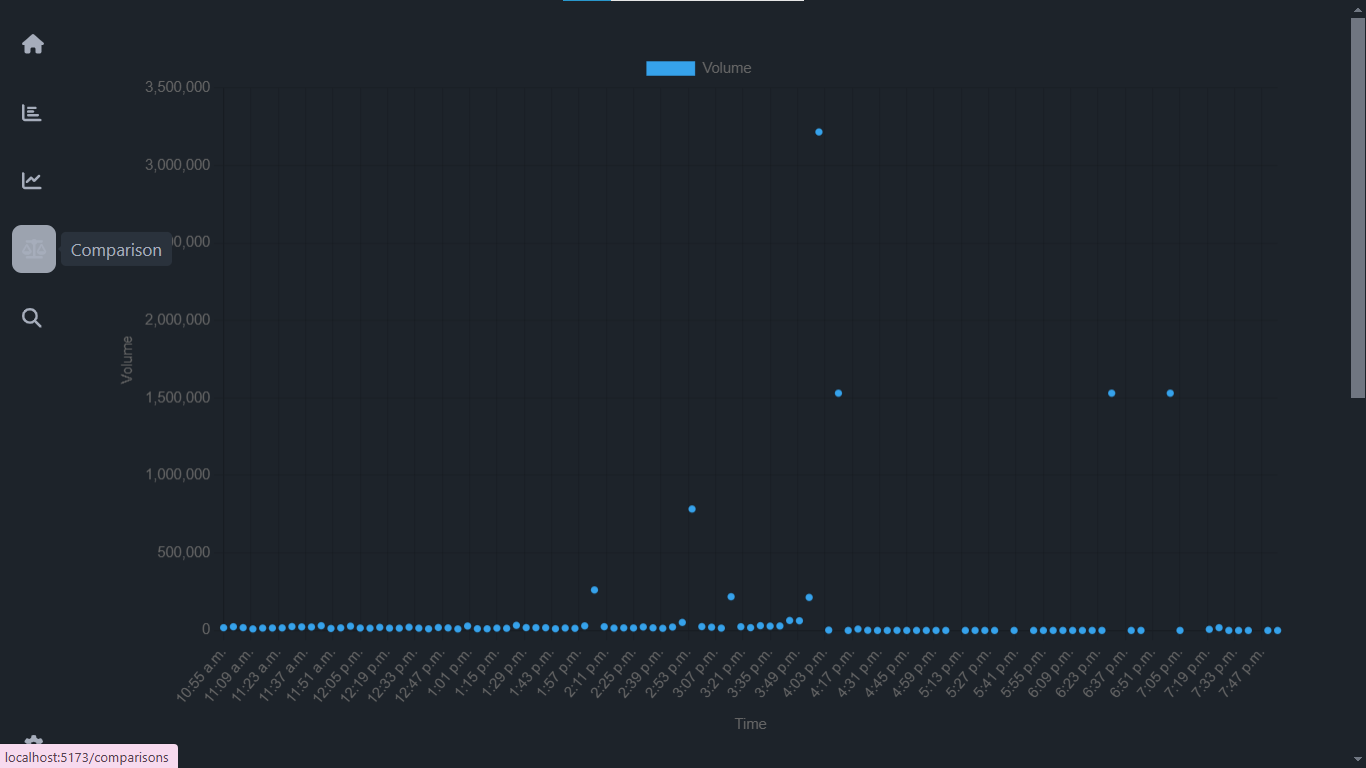 Volume
3,500,000
3,000,000
Comparison
00,000
2,000,000
Volume
1,500,000
1,000,000
500,000
0
10:55 a.m.
11:09 a.m.
11:23 a.m.
11:37 a.m.
11:51 a.m.
12:05 p.m.
12:19 p.m.
12:33 p.m.
12:47 p.m.
1:01 p.m.
1:15 p.m.
1:29 p.m.
1:43 p.m.
1:57 p.m.
2:11 p.m.
2:25 p.m.
2:39 p.m.
2:53 p.m.
3:07 p.m.
3:21 p.m.
3:35 p.m.
3:49 p.m.
4:03 p.m.
4:17 p.m.
4:31 p.m.
4:45 p.m.
4:59 p.m.
5:13 p.m.
5:27 p.m.
5:41 p.m.
5:55 p.m.
6:09 p.m.
6:23 p.m.
6:37 p.m.
6:51 p.m.
7:05 p.m.
7:19 p.m.
7:33 p.m.
7:47 p.m.
Time
localhost:5173/comparisons